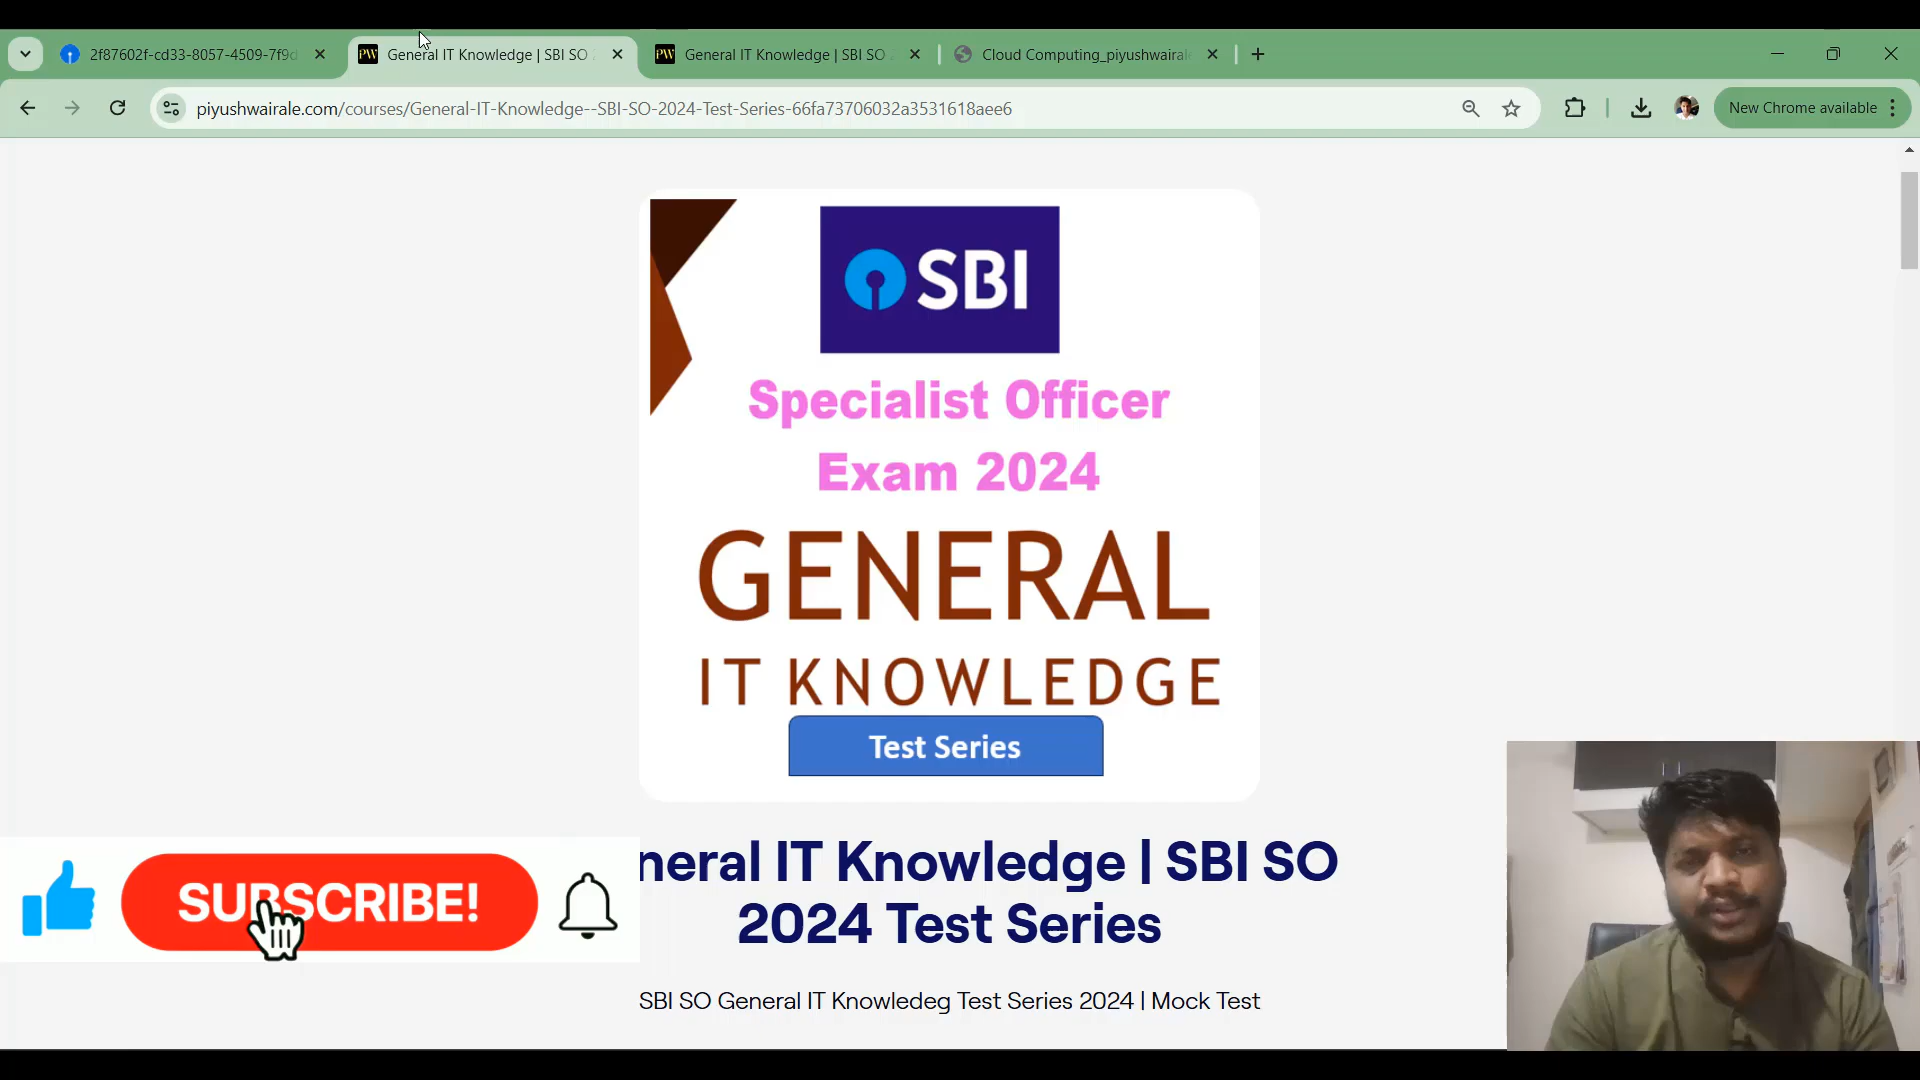 2f87602f-cd33-8057-4509-7f9d
General IT Knowledge | SBI SO
General IT Knowledge | SBI SO
Cloud Computing_piyushwairale
piyushwairale.com/courses/General-IT-Knowledge--SBI-SO-2024-Test-Series-66fa73706032a3531618aee6
New Chrome available
SBI
Specialist Officer
Exam 2024
GENERAL
IT KNOWLEDGE
Test Series
neral IT Knowledge | SBI SO
2024 Test Series
SUBSCRIBE!
SBI SO General IT Knowledeg Test Series 2024 | Mock Test